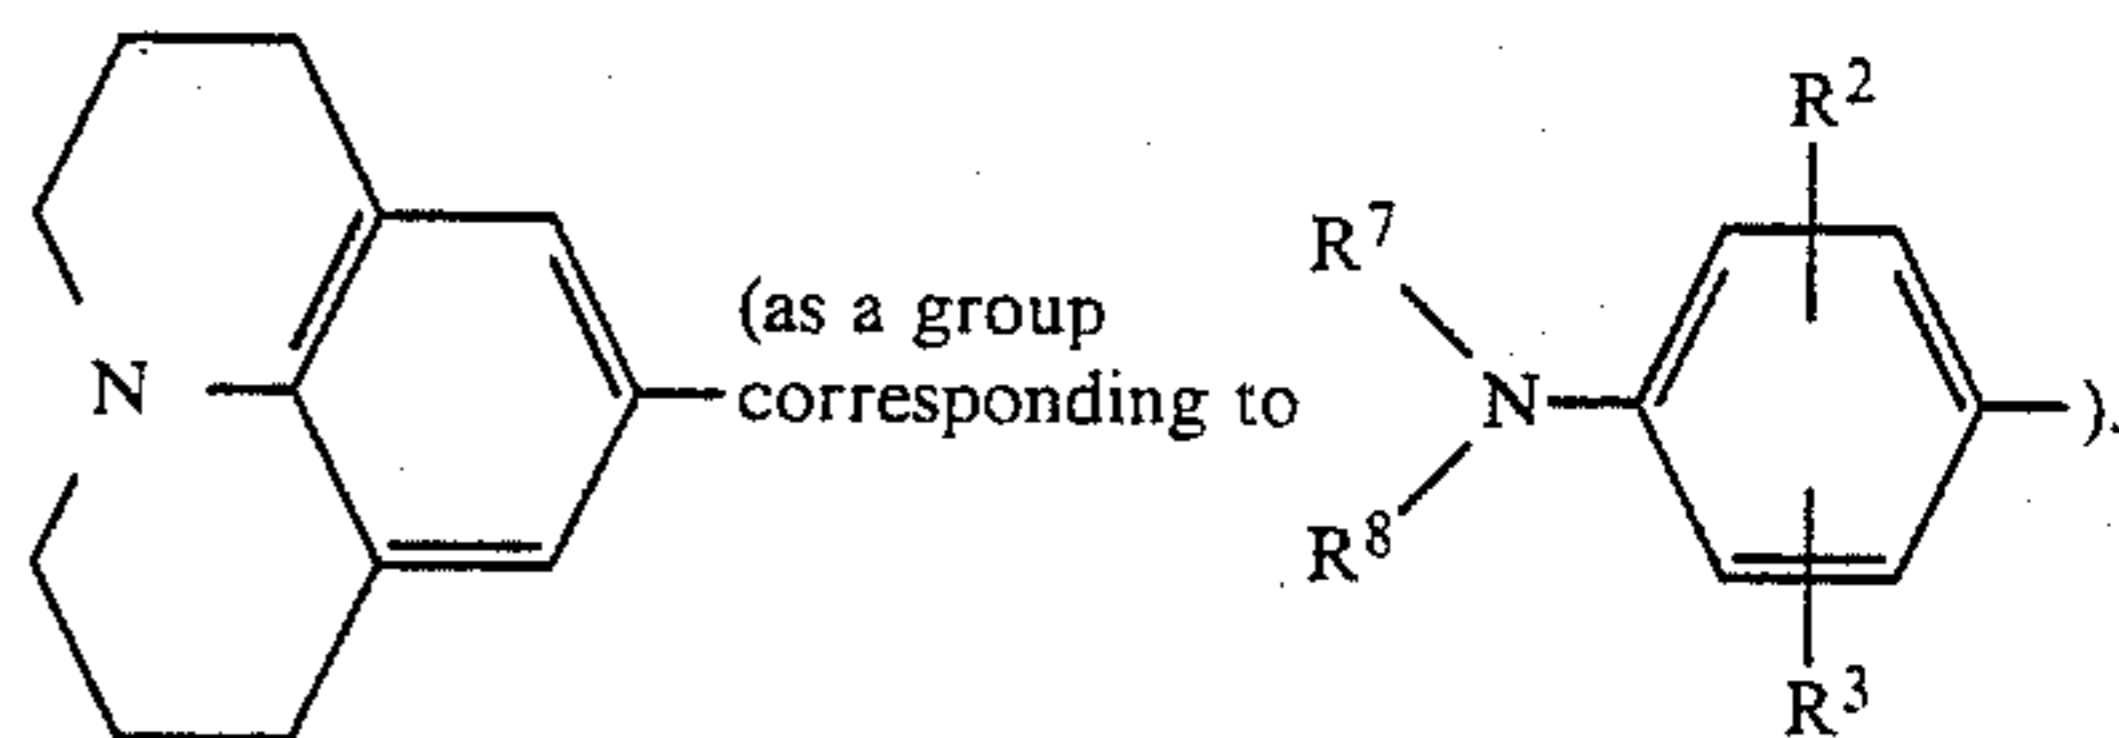 R2
R7
(as a group
N
corresponding to
N
).
R8
R3